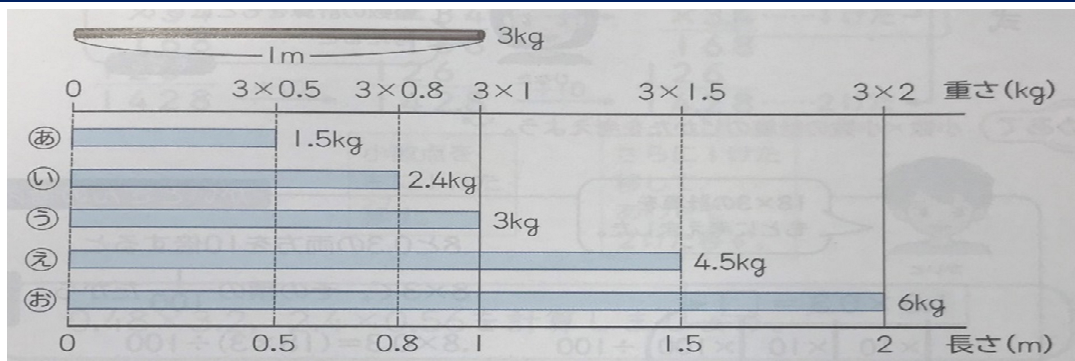 3kg
1m
0 3×0.5 3×0.8 3×1 3×1.5 3×2 重さ(kg)
あ 1.5kg
い 2.4kg
う 3kg
え 4.5kg
お 6kg
0 0.5 0.8 1 1.5 2 長さ(m)